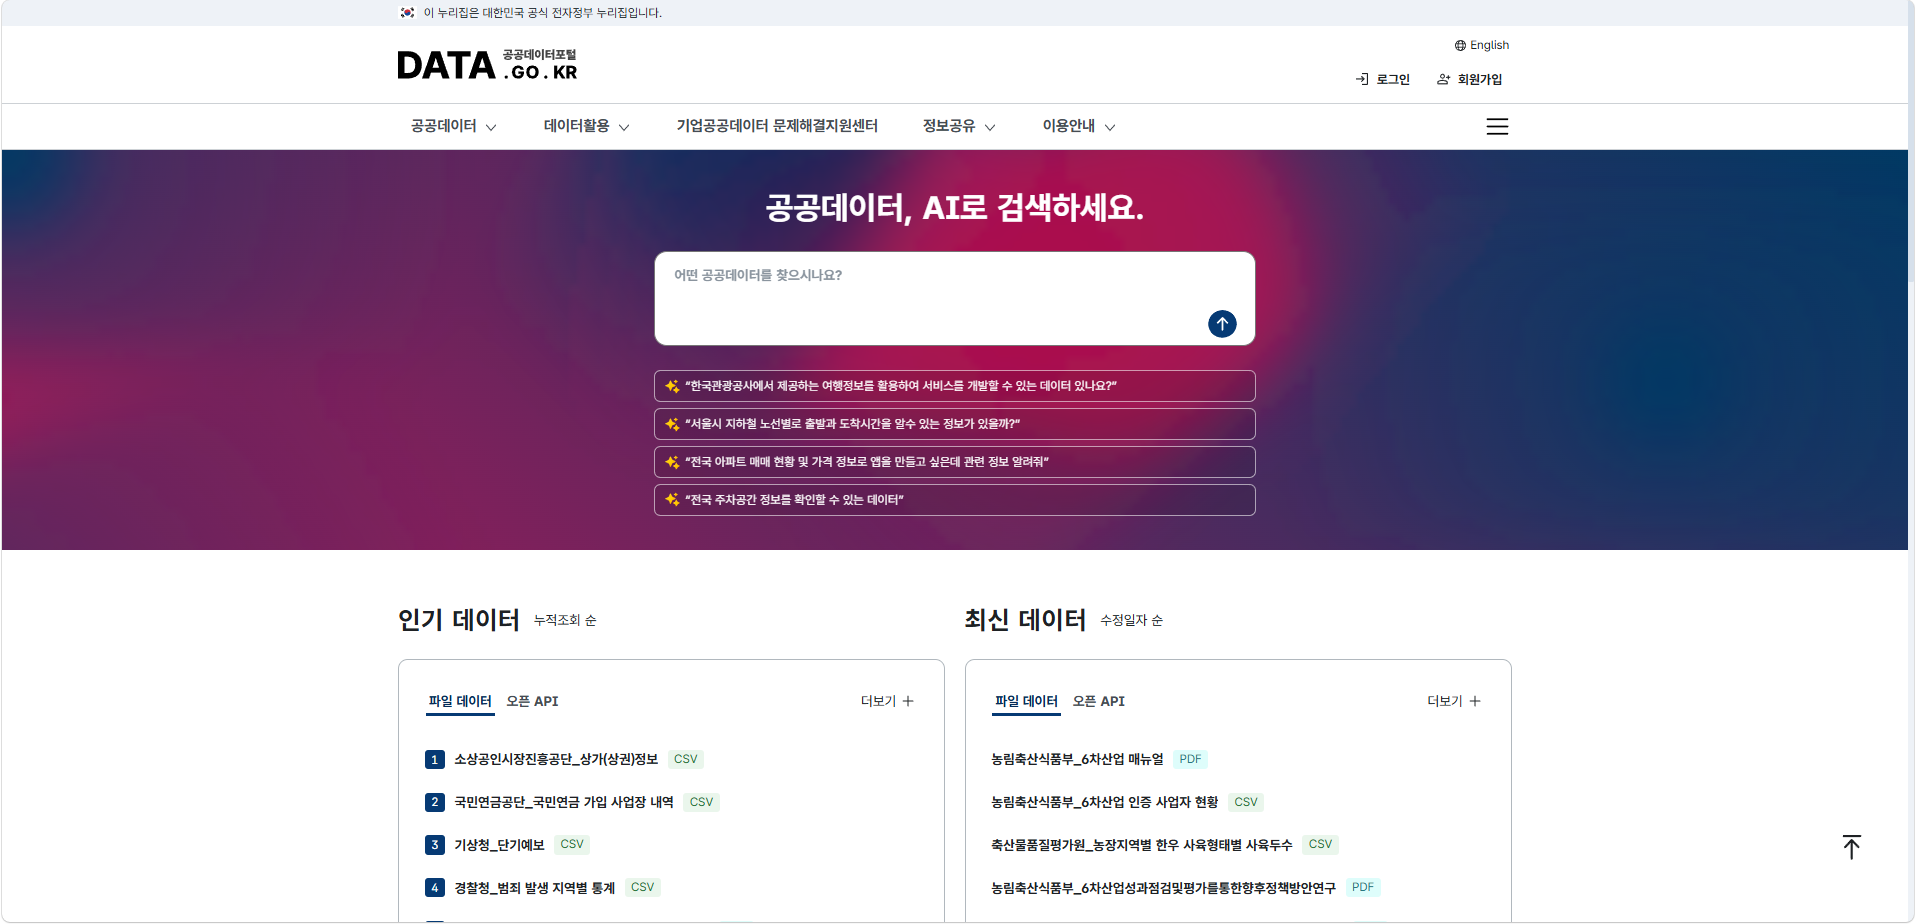 이 누리집은 대한민국 공식 전자정부 누리집입니다.
English
DATA 공공데이터포털
.GO.KR
로그인 회원가입
공공데이터 데이터활용 기업공공데이터 문제해결지원센터 정보공유 이용안내
공공데이터, AI로 검색하세요.
어떤 공공데이터를 찾으시나요?
“한국관광공사에서 제공하는 여행정보를 활용하여 서비스를 개발할 수 있는 데이터 있나요?”
“서울시 지하철 노선별로 출발과 도착시간을 알수 있는 정보가 있을까?”
“전국 아파트 매매 현황 및 가격 정보로 앱을 만들고 싶은데 관련 정보 알려줘”
“전국 주차공간 정보를 확인할 수 있는 데이터”
인기 데이터 누적조회 순
파일 데이터 오픈 API 더보기
1 소상공인시장진흥공단_상가(상권)정보 CSV
2 국민연금공단_국민연금 가입 사업장 내역 CSV
3 기상청_단기예보 CSV
4 경찰청_범죄 발생 지역별 통계 CSV
최신 데이터 수정일자 순
파일 데이터 오픈 API 더보기
농림축산식품부_6차산업 매뉴얼 PDF
농림축산식품부_6차산업 인증 사업자 현황 CSV
축산물품질평가원_농장지역별 한우 사육형태별 사육두수 CSV
농림축산식품부_6차산업성과점검및평가를통한향후정책방안연구 PDF